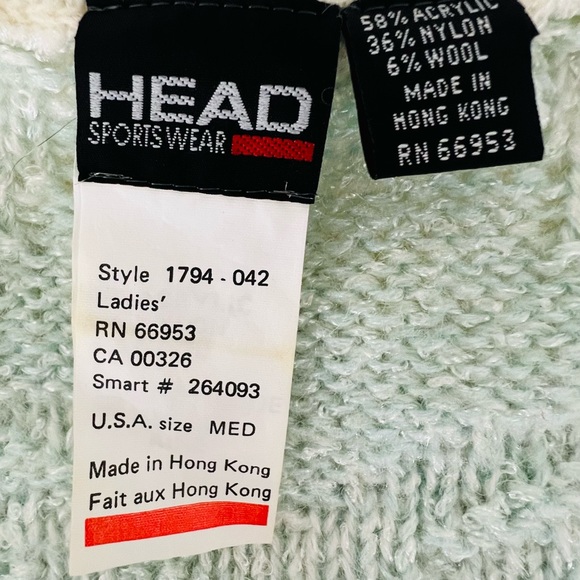 HEAD
SPORTSWEAR
Style 1794 - 042
Ladies'
RN 66953
CA 00326
Smart # 264093
U.S.A. size MED
Made in Hong Kong
Fait aux Hong Kong
58% ACRYLIC
36% NYLON
6% WOOL
MADE IN
HONG KONG
RN 66953